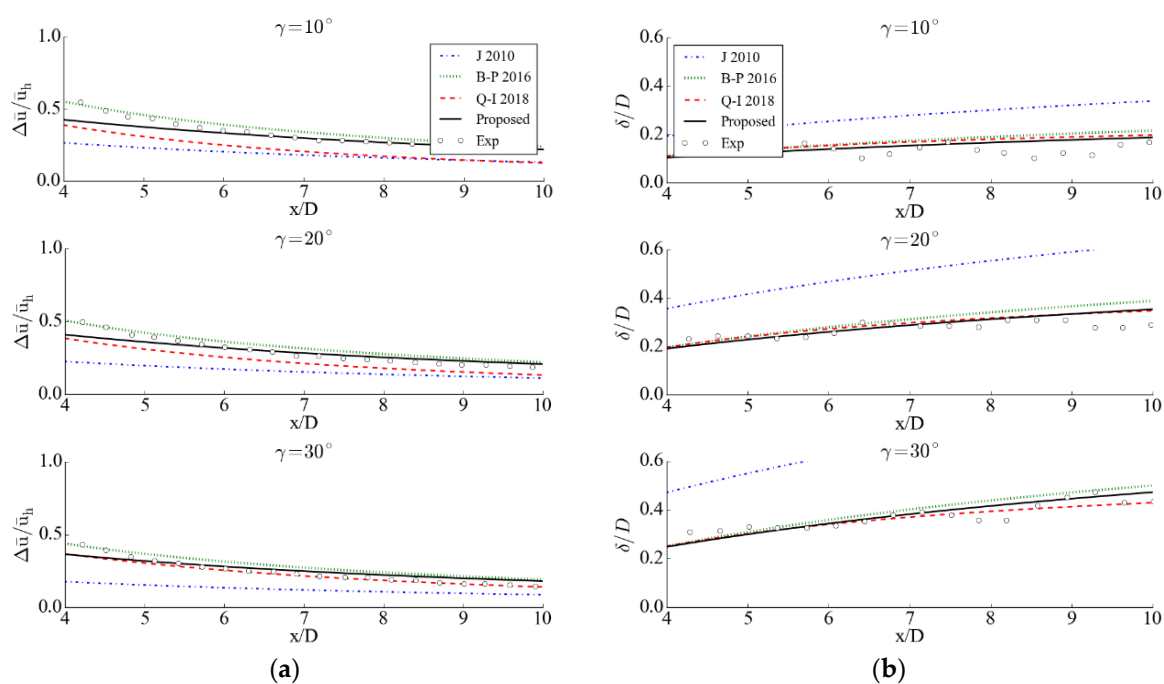 γ=10°
1.0
0.5
0.0
Δū/ūₕ
J 2010
B-P 2016
Q-I 2018
Proposed
Exp
4 5 6 7 8 9 10
x/D
γ=20°
1.0
0.5
0.0
Δū/ūₕ
4 5 6 7 8 9 10
x/D
γ=30°
1.0
0.5
0.0
Δū/ūₕ
4 5 6 7 8 9 10
x/D
(a)
γ=10°
0.6
0.4
0.2
0.0
δ/D
J 2010
B-P 2016
Q-I 2018
Proposed
Exp
4 5 6 7 8 9 10
x/D
γ=20°
0.6
0.4
0.2
0.0
δ/D
4 5 6 7 8 9 10
x/D
γ=30°
0.6
0.4
0.2
0.0
δ/D
4 5 6 7 8 9 10
x/D
(b)